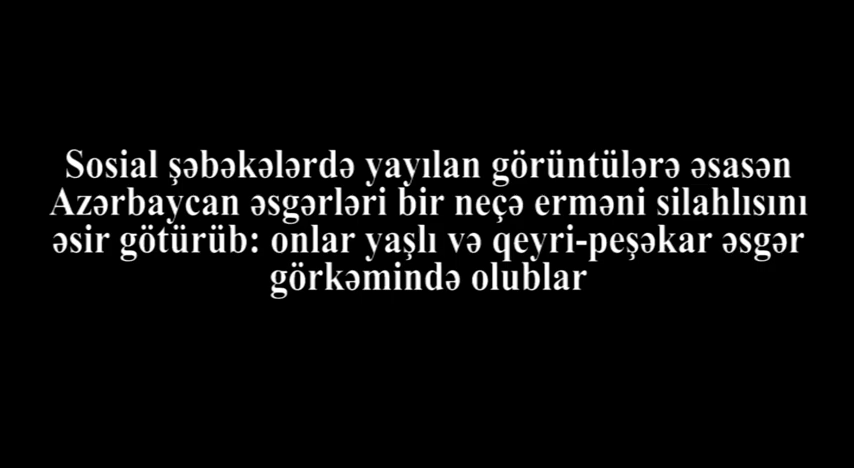 Sosial şəbəkələrdə yayılan görüntülərə əsasən
Azərbaycan əsgərləri bir neçə erməni silahlısını
əsir götürüb: onlar yaşlı və qeyri-peşəkar əsgər
görkəmində olublar